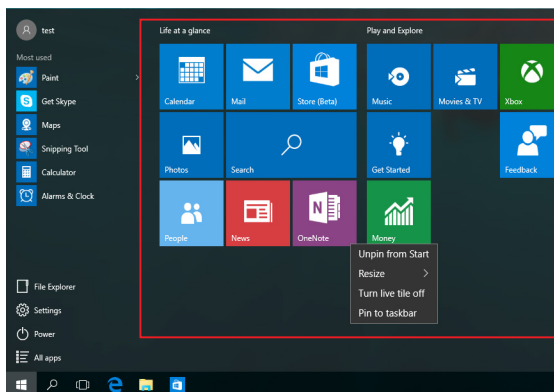 test
Most used
Paint
Get Skype
Maps
Snipping Tool
Calculator
Alarms & Clock
File Explorer
Settings
Power
All apps
Life at a glance
Calendar
Mail
Store (Beta)
Photos
Search
People
News
OneNote
Play and Explore
Music
Movies & TV
Xbox
Get Started
Feedback
Money
Unpin from Start
Resize
Turn live tile off
Pin to taskbar